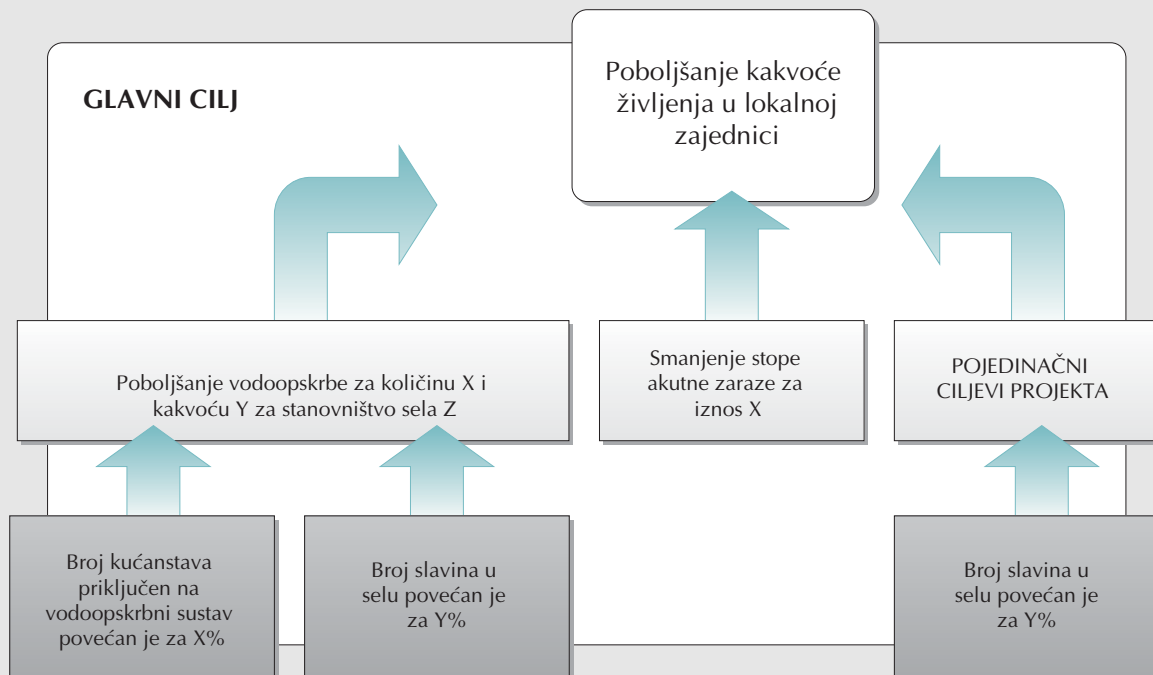 GLAVNI CILJ
Poboljšanje kakvoće
življenja u lokalnoj
zajednici
Poboljšanje vodoopskrbe za količinu X i
kakvoću Y za stanovništvo sela Z
Smanjenje stope
akutne zaraze za
iznos X
POJEDINAČNI
CILJEVI PROJEKTA
Broj kućanstava
priključen na
vodoopskrbni sustav
povećan je za X%
Broj slavina u
selu povećan je
za Y%
Broj slavina u
selu povećan je
za Y%